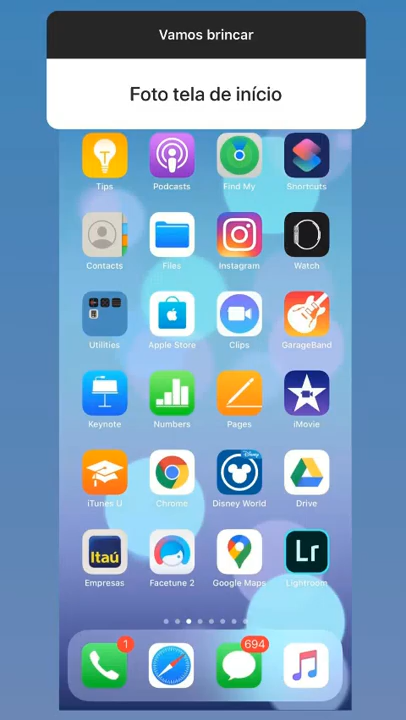 Vamos brincar
Foto tela de início
Tips Podcasts Find My Shortcuts
Contacts Files Instagram Watch
Utilities Apple Store Clips GarageBand
Keynote Numbers Pages iMovie
Disney
iTunes U Chrome Disney World Drive
Itaú Lr
Empresas Facetune 2 Google Maps Lightroom
1 694